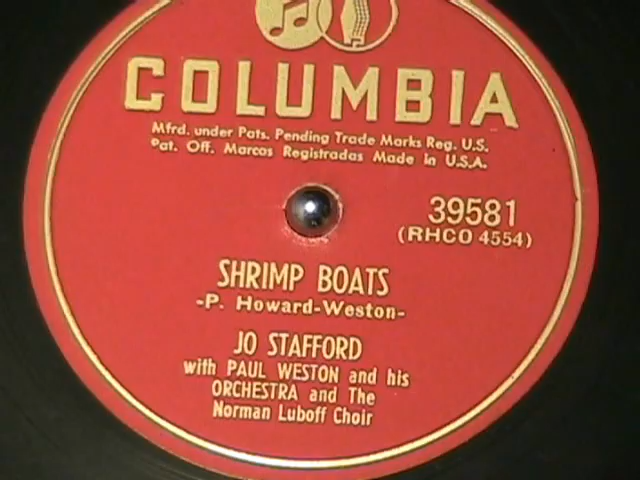 COLUMBIA
Mfrd. under Pats. Pending Trade Marks Reg. U.S.
Pat. Off. Marcos Registradas Made in U.S.A.
39581
(RHCO 4554)
SHRIMP BOATS
-P. Howard-Weston-
JO STAFFORD
with PAUL WESTON and his
ORCHESTRA and The
Norman Luboff Choir